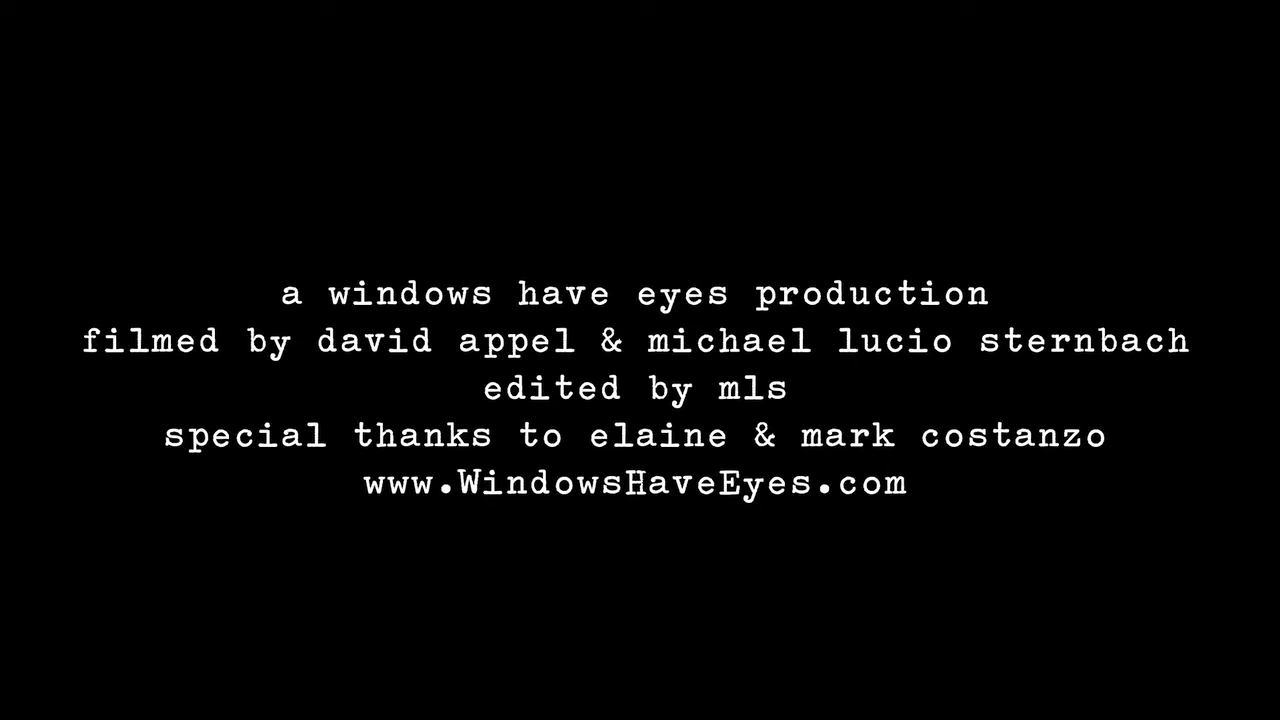 a windows have eyes production
filmed by david appel & michael lucio sternbach
edited by mls
special thanks to elaine & mark costanzo
www.WindowsHaveEyes.com